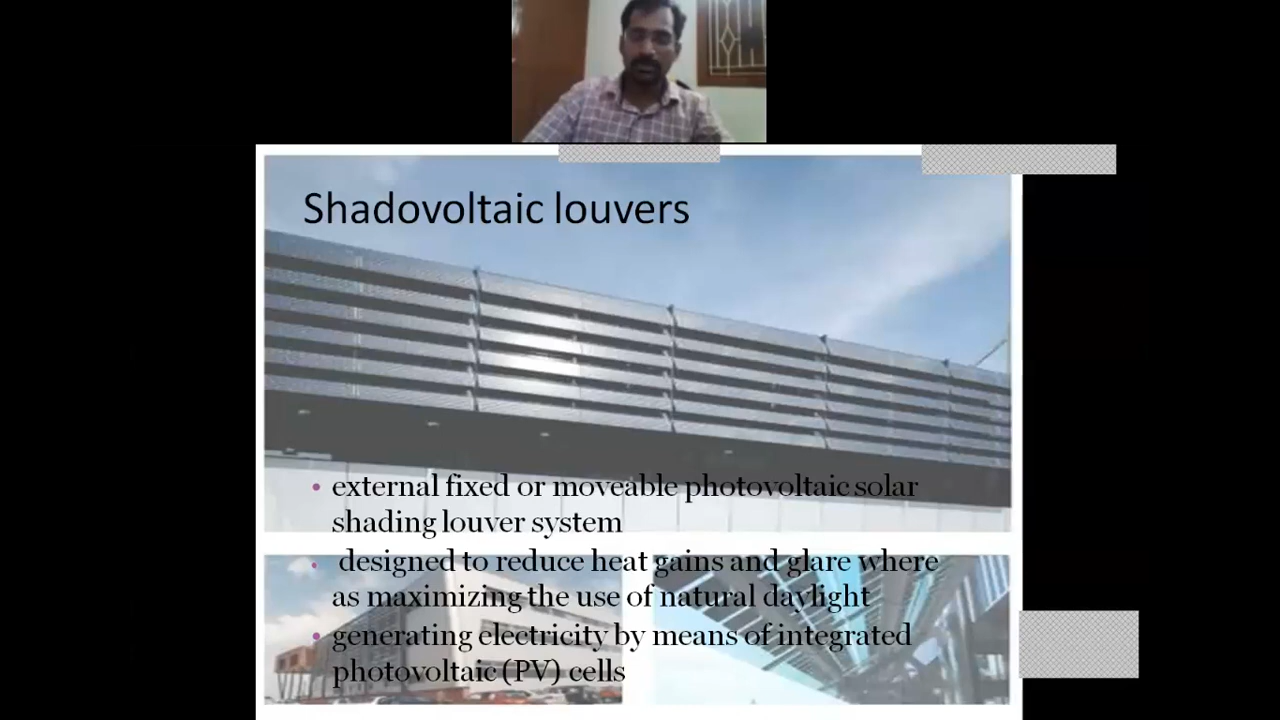 Shadovoltaic louvers
• external fixed or moveable photovoltaic solar
shading louver system
• designed to reduce heat gains and glare where
as maximizing the use of natural daylight
• generating electricity by means of integrated
photovoltaic (PV) cells